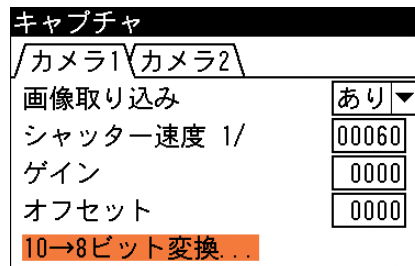 キャプチャ
カメラ1 カメラ2
画像取り込み あり▼
シャッター速度 1/ 00060
ゲイン 0000
オフセット 0000
10→8ビット変換...